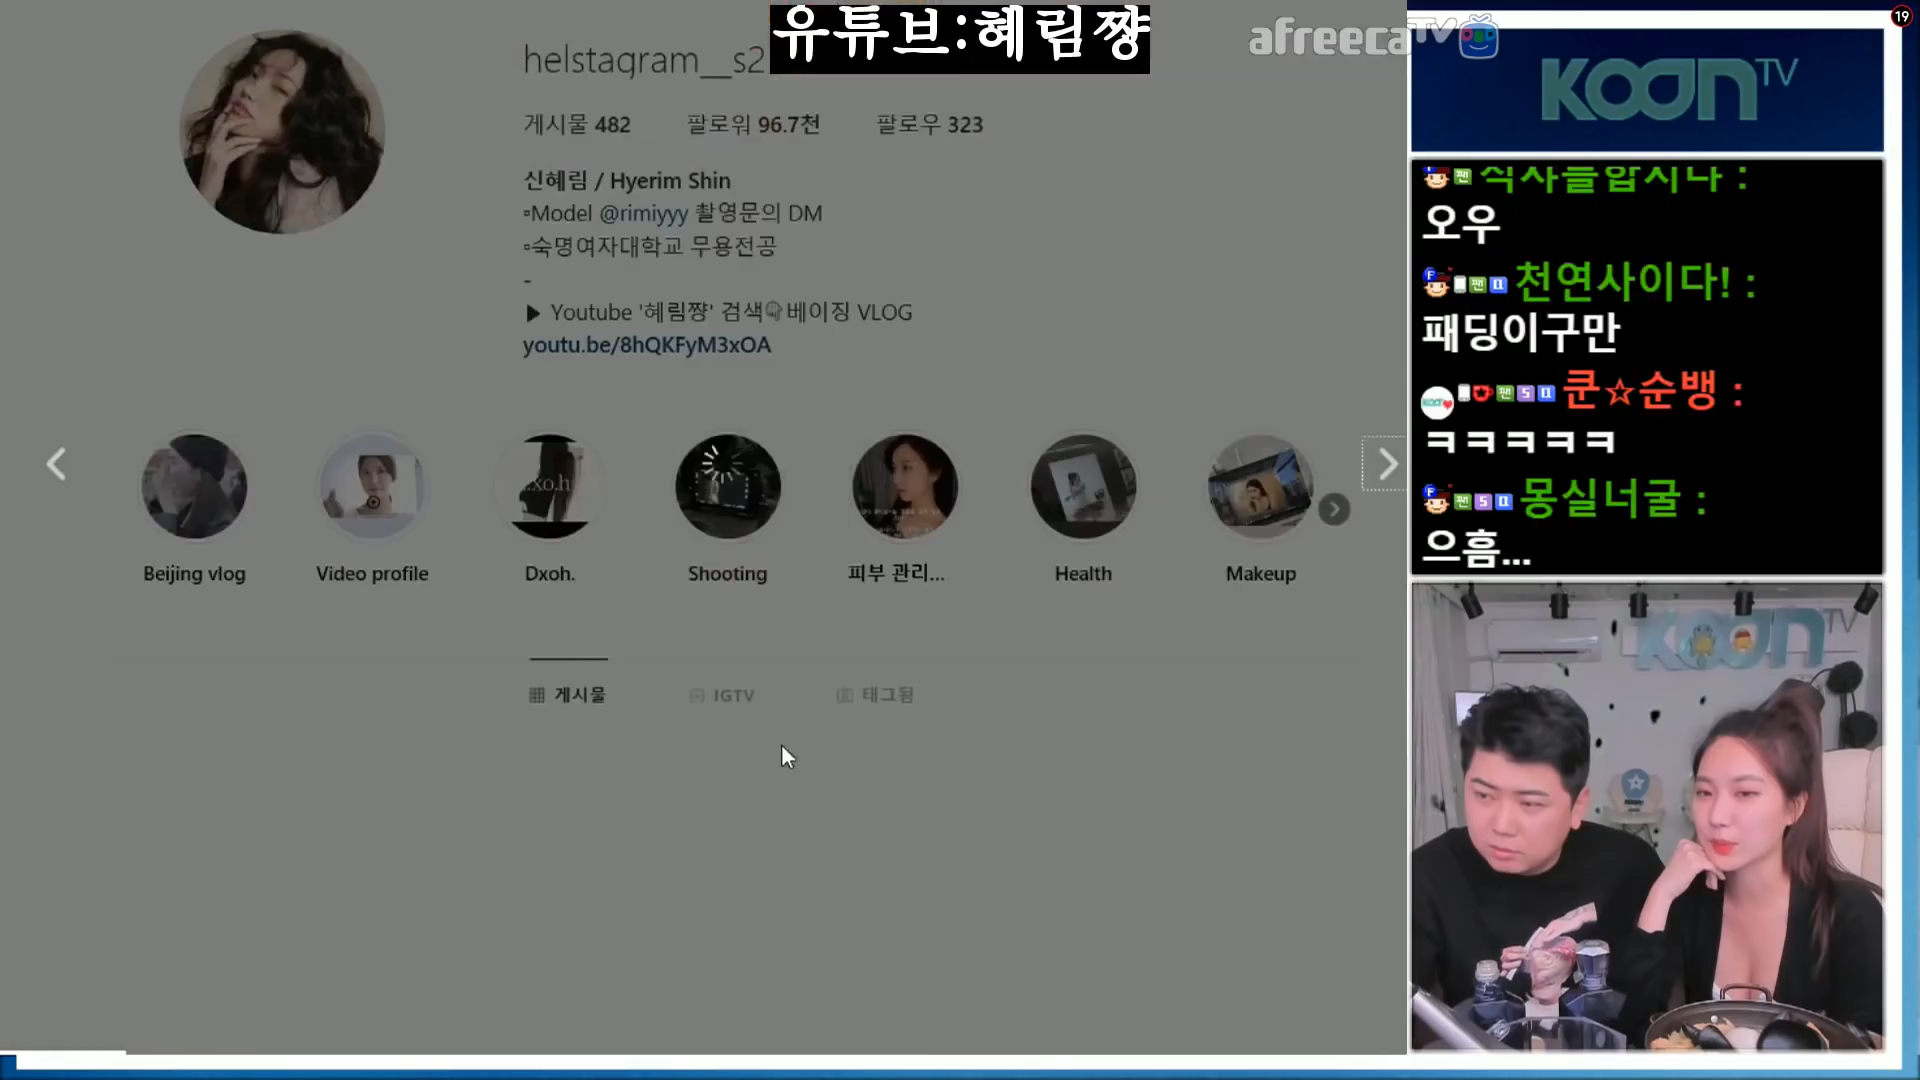 유튜브:혜림쨩
afreecaTV
19
helstagram__s2
게시물 482 팔로워 96.7천 팔로우 323
신혜림 / Hyerim Shin
▫Model @rimiyyy 촬영문의 DM
▫숙명여자대학교 무용전공
-
▶ Youtube '혜림쨩' 검색👇베이징 VLOG
youtu.be/8hQKFyM3xOA
Beijing vlog
Video profile
Dxoh.
Shooting
피부 관리...
Health
Makeup
게시물
IGTV
태그됨
KOONTV
식사를합시다 :
오우
천연사이다! :
패딩이구만
쿤☆순뱅 :
ㅋㅋㅋㅋㅋ
몽실너굴 :
으흠...
KOONTV